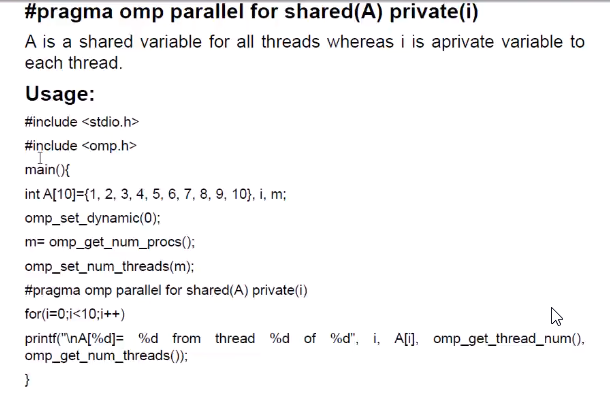 #pragma omp parallel for shared(A) private(i)
A is a shared variable for all threads whereas i is aprivate variable to
each thread.
Usage:
#include <stdio.h>
#include <omp.h>
main(){
int A[10]={1, 2, 3, 4, 5, 6, 7, 8, 9, 10}, i, m;
omp_set_dynamic(0);
m= omp_get_num_procs();
omp_set_num_threads(m);
#pragma omp parallel for shared(A) private(i)
for(i=0;i<10;i++)
printf("\nA[%d]= %d from thread %d of %d", i, A[i], omp_get_thread_num(),
omp_get_num_threads());
}